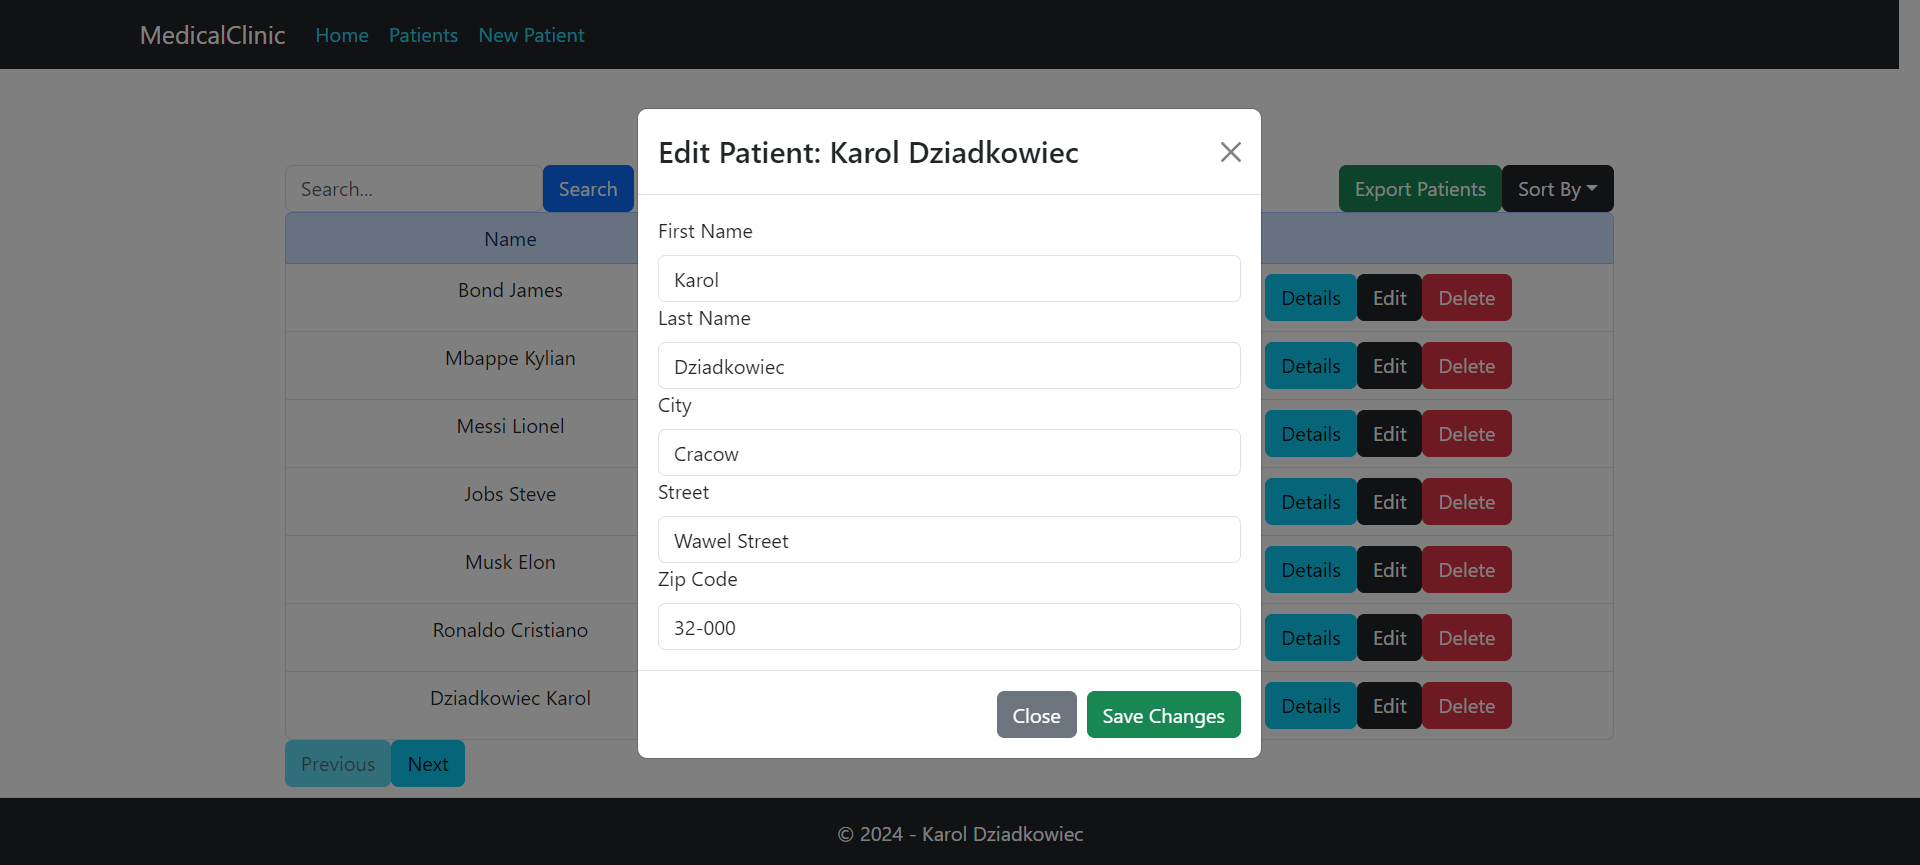 MedicalClinic Home Patients New Patient
Edit Patient: Karol Dziadkowiec
Search... Search Export Patients Sort By
Name
First Name
Karol
Last Name
Dziadkowiec
City
Cracow
Street
Wawel Street
Zip Code
32-000
Close Save Changes
Bond James Details Edit Delete
Mbappe Kylian Details Edit Delete
Messi Lionel Details Edit Delete
Jobs Steve Details Edit Delete
Musk Elon Details Edit Delete
Ronaldo Cristiano Details Edit Delete
Dziadkowiec Karol Details Edit Delete
Previous Next
© 2024 - Karol Dziadkowiec